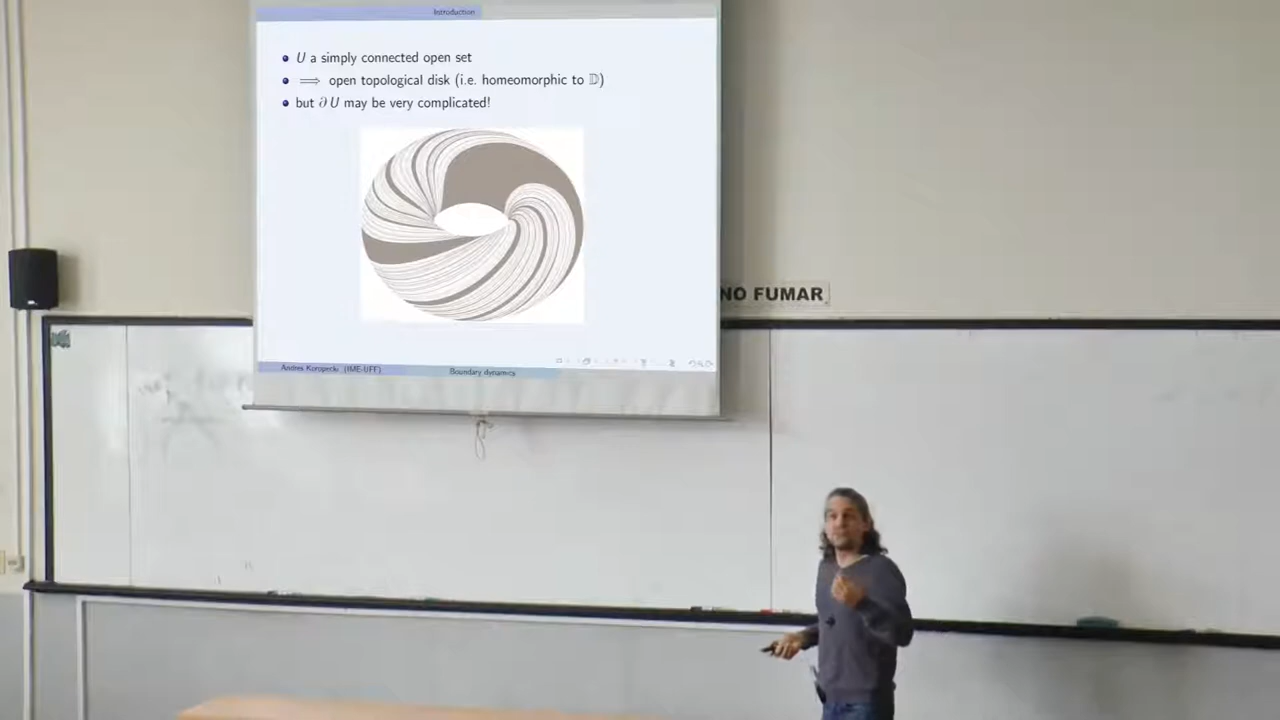 Introduction
U a simply connected open set
⟹ open topological disk (i.e. homeomorphic to 𝔻)
but ∂U may be very complicated!
NO FUMAR
Andres Koropecki (IME-UFF)
Boundary dynamics